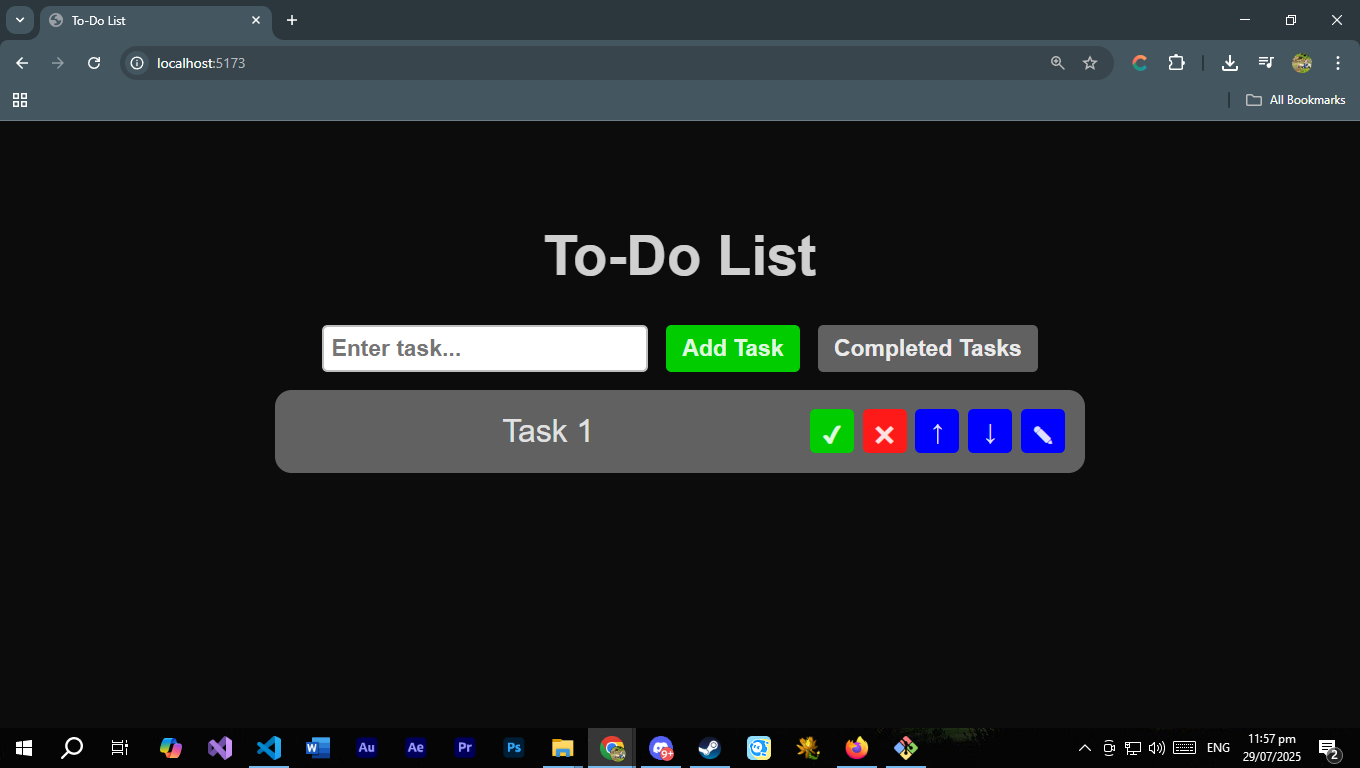 To-Do List
localhost:5173
All Bookmarks
To-Do List
Enter task...
Add Task
Completed Tasks
Task 1
✓ ✕ ↑ ↓
W
Au
Ae
Pr
Ps
9+
ENG
11:57 pm
29/07/2025
2